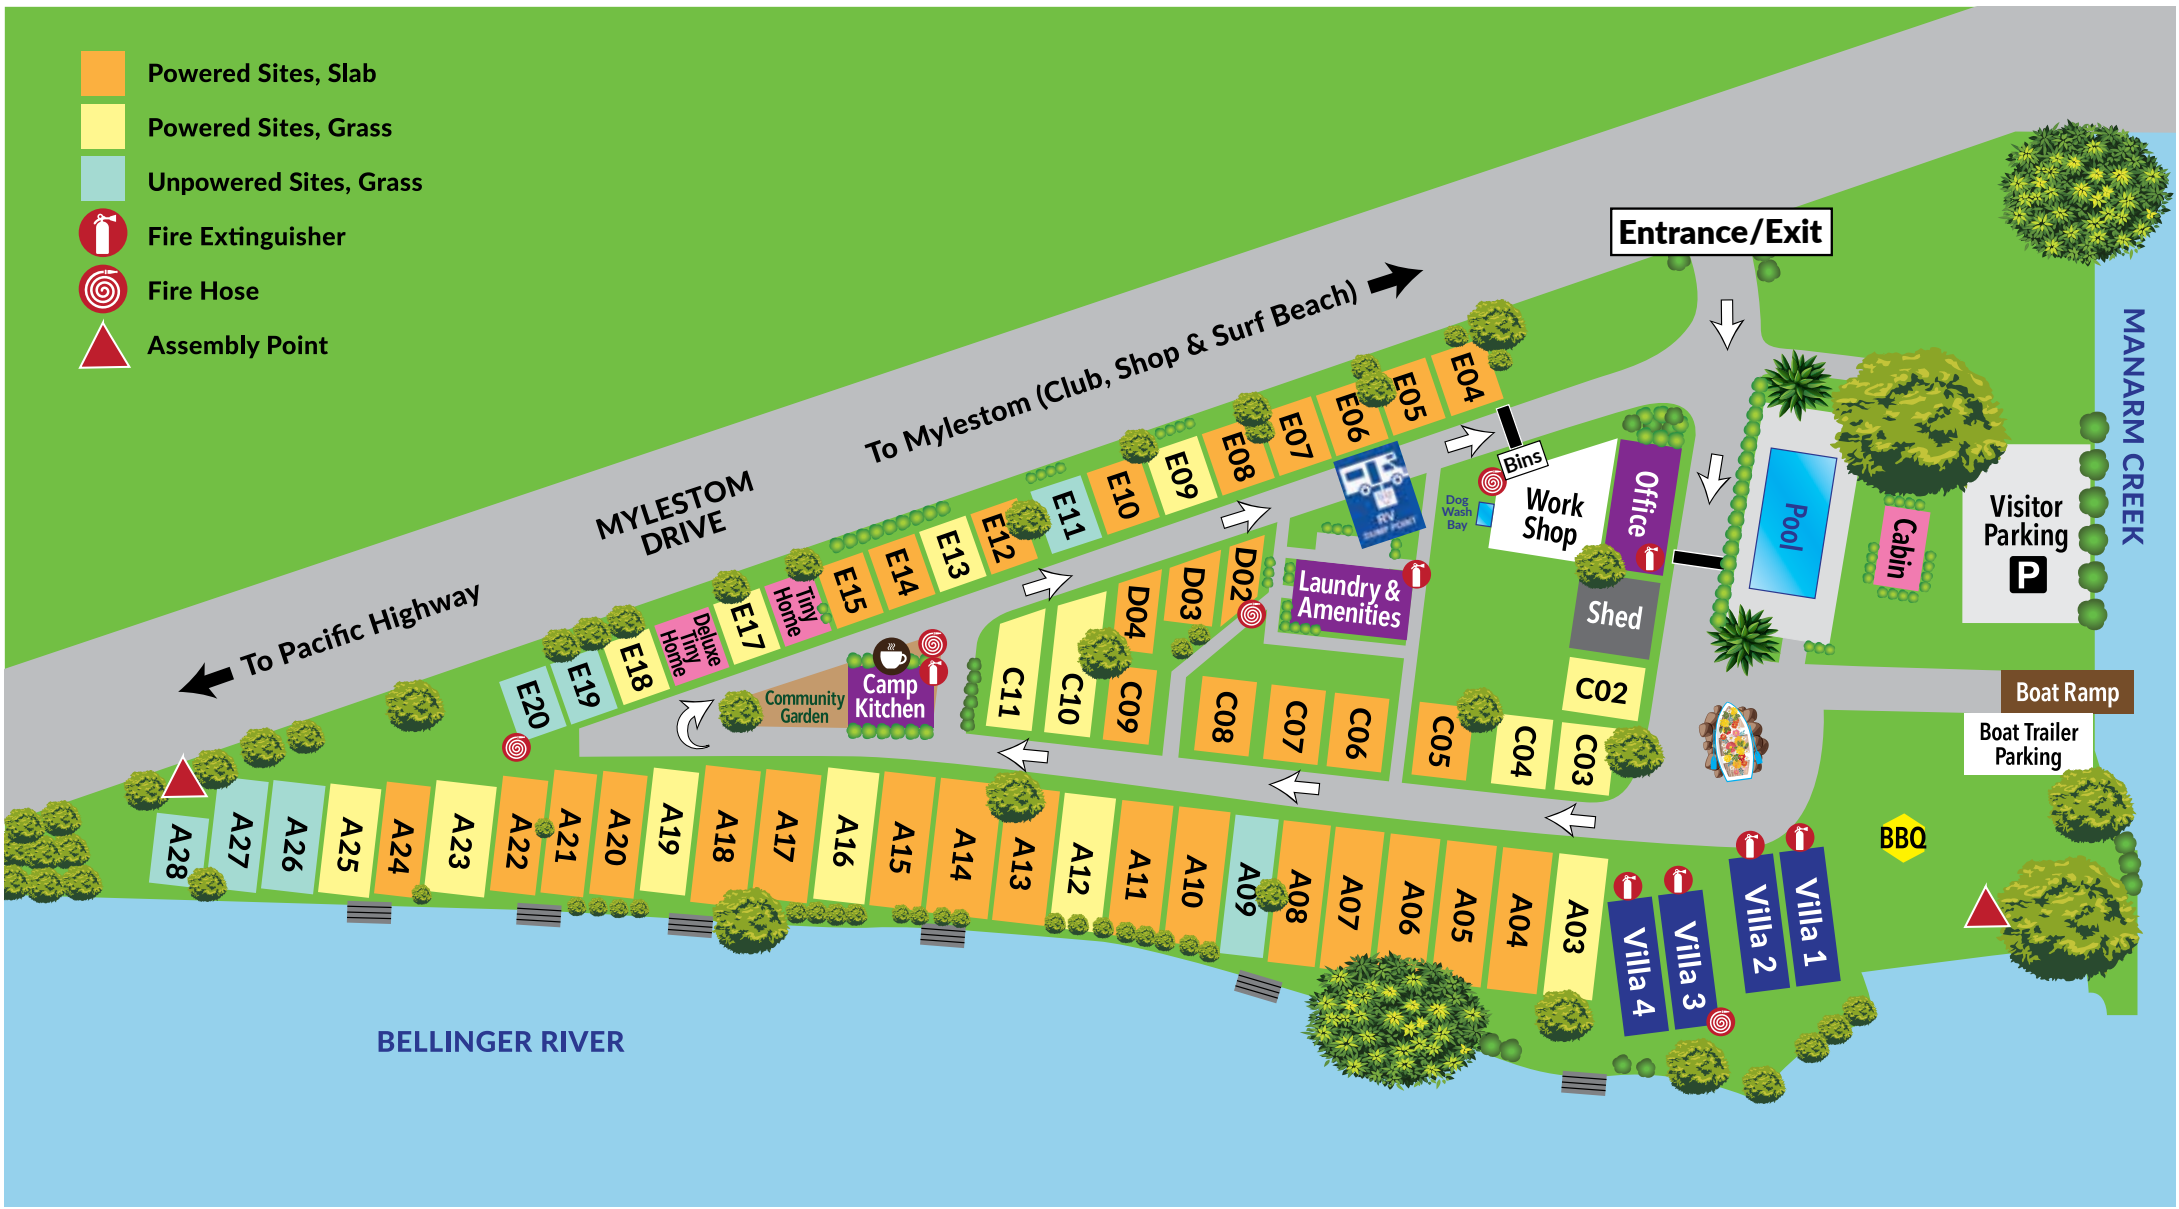 Powered Sites, Slab
Powered Sites, Grass
Unpowered Sites, Grass
Fire Extinguisher
Fire Hose
Assembly Point
Entrance/Exit
To Mylestom (Club, Shop & Surf Beach)
MYLESTOM
DRIVE
To Pacific Highway
MANARM CREEK
E04
E05
E06
E07
E08
E09
E10
E11
E12
E13
E14
E15
Tiny
Home
E17
Deluxe
Tiny
Home
E18
E19
E20
RV
DUMP POINT
Bins
Dog
Wash
Bay
Work
Shop
Office
Shed
Pool
Cabin
Visitor
Parking
P
Laundry &
Amenities
D02
D03
D04
Community
Garden
Camp
Kitchen
C11
C10
C09
C08
C07
C06
C05
C04
C03
C02
Boat Ramp
Boat Trailer
Parking
BBQ
A28
A27
A26
A25
A24
A23
A22
A21
A20
A19
A18
A17
A16
A15
A14
A13
A12
A11
A10
A09
A08
A07
A06
A05
A04
A03
Villa 4
Villa 3
Villa 2
Villa 1
BELLINGER RIVER